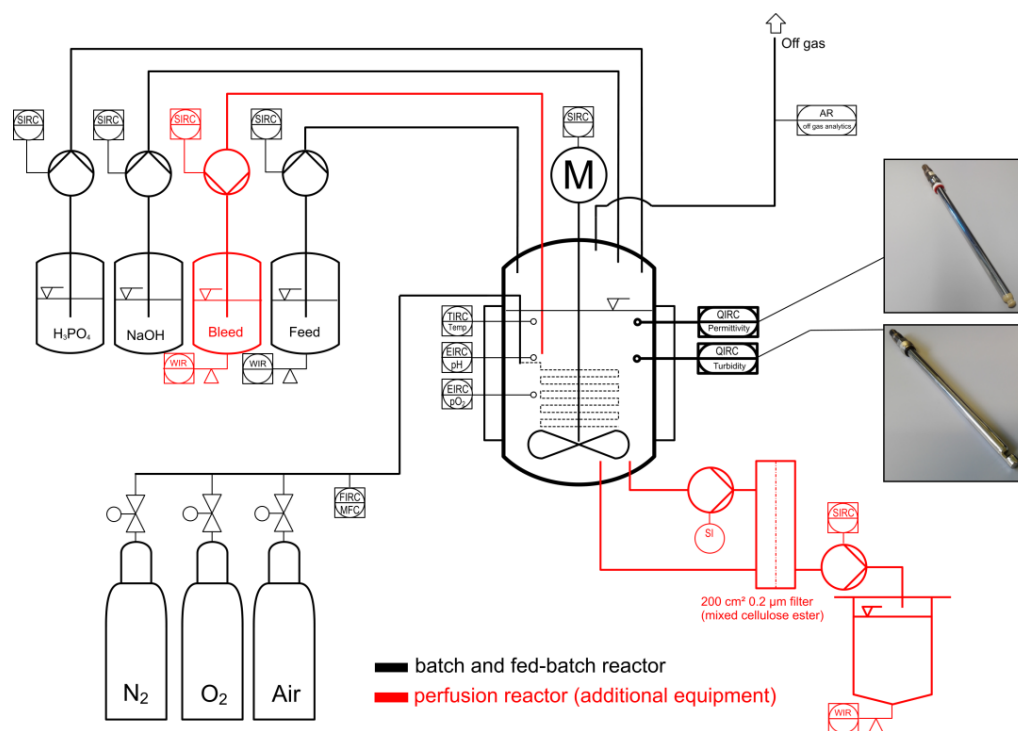 Off gas
SIRC
SIRC
SIRC
SIRC
SIRC
AR
off gas analytics
M
H₃PO₄
NaOH
Bleed
Feed
WIR
WIR
TIRC
Temp
EIRC
pH
EIRC
pO₂
QIRC
Permittivity
QIRC
Turbidity
FIRC
MFC
SI
SIRC
200 cm² 0.2 µm filter
(mixed cellulose ester)
N₂
O₂
Air
batch and fed-batch reactor
perfusion reactor (additional equipment)
WIR